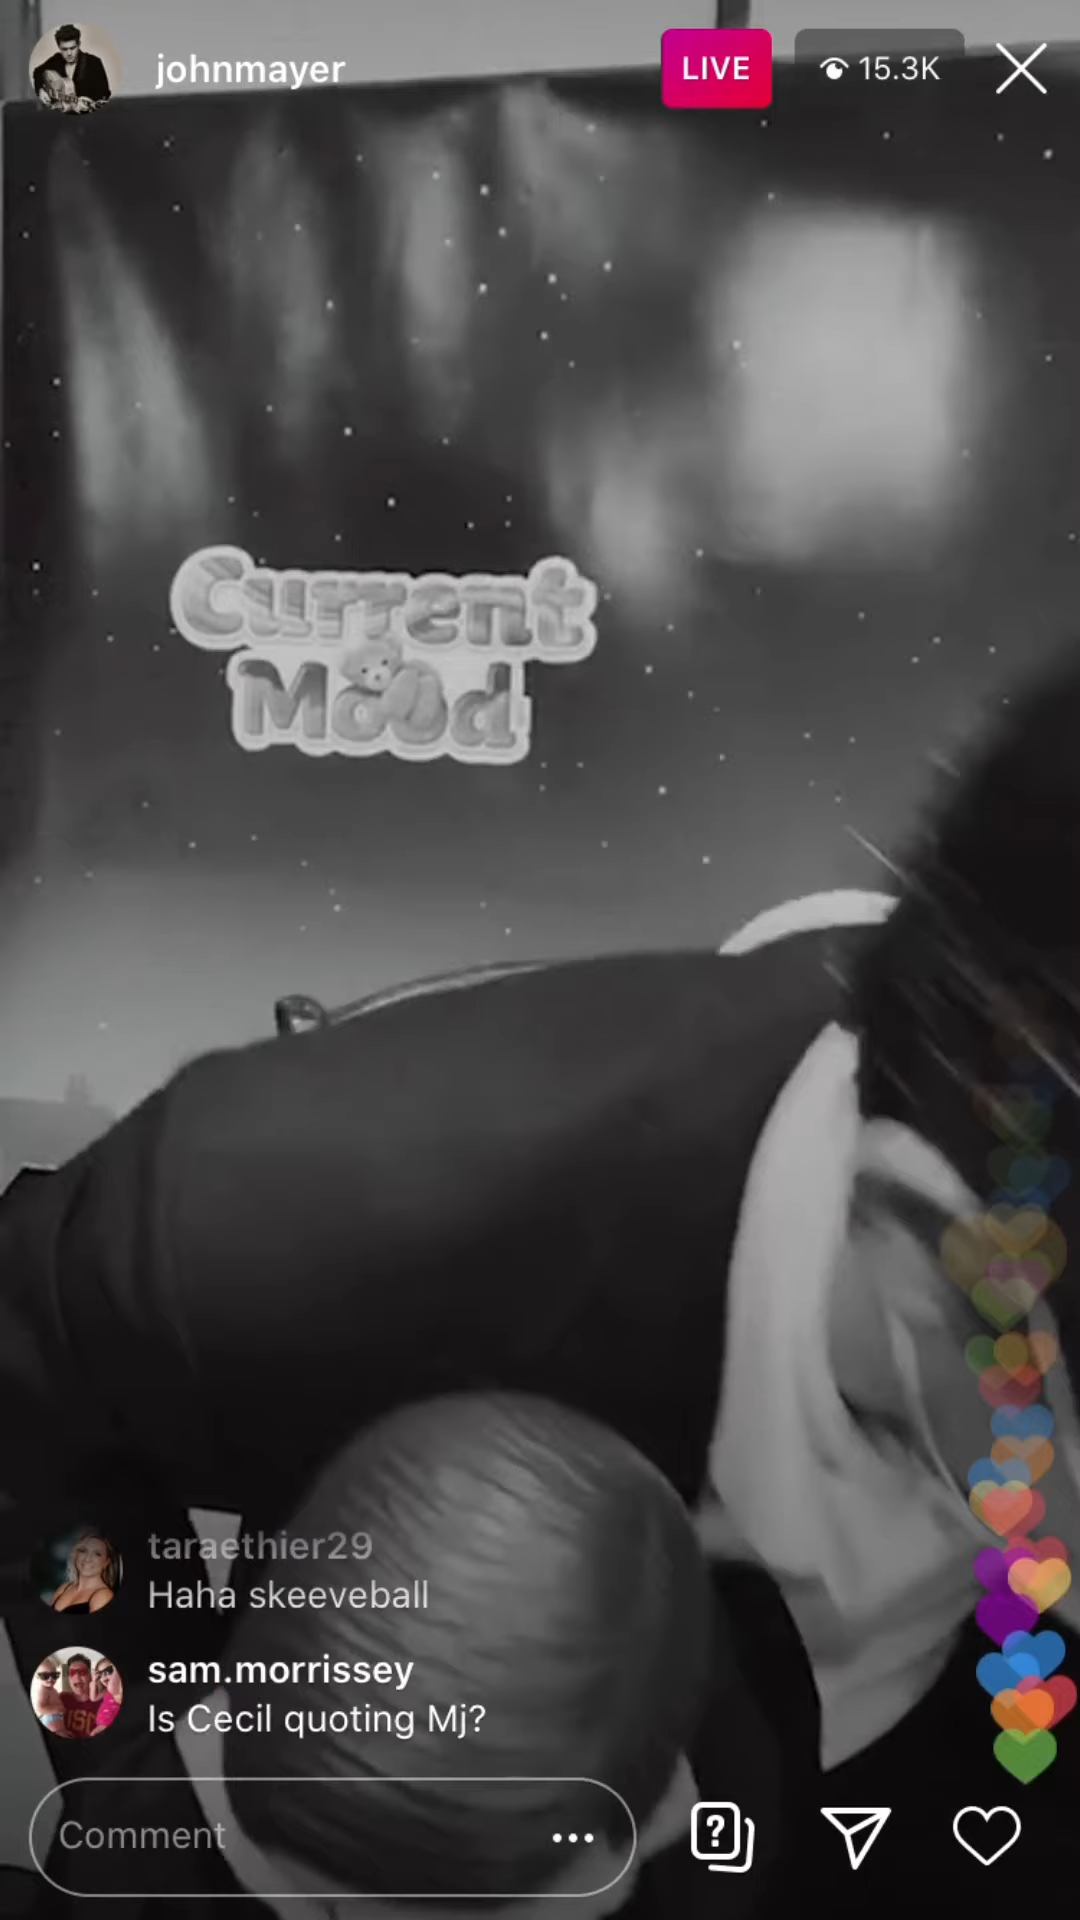 johnmayer
LIVE
15.3K
Current
Mood
taraethier29
Haha skeeveball
sam.morrissey
Is Cecil quoting Mj?
Comment